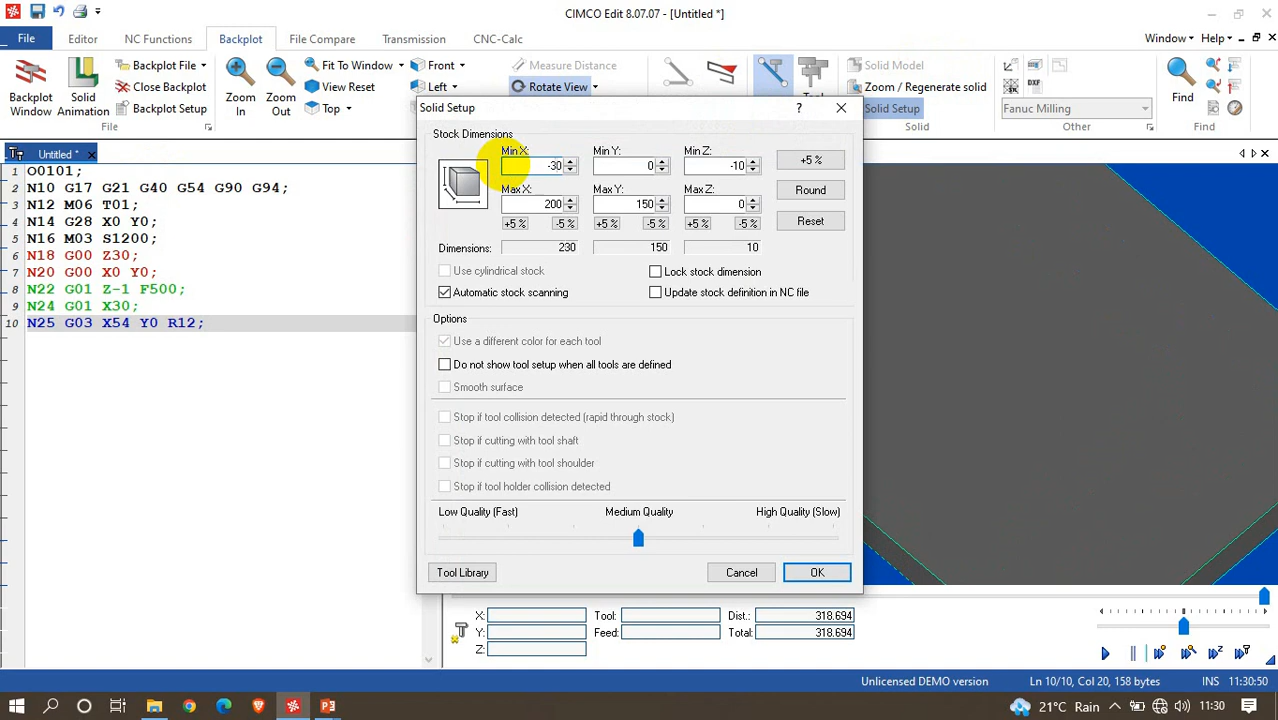 CIMCO Edit 8.07.07 - [Untitled *]
File Editor NC Functions Backplot File Compare Transmission CNC-Calc Window Help
Backplot Window
Solid Animation
Backplot File
Close Backplot
Backplot Setup
File
Zoom In
Zoom Out
Fit To Window
View Reset
Top
Front
Left
Measure Distance
Rotate View
Solid Model
Zoom / Regenerate solid
Solid Setup
Solid
Fanuc Milling
Other
Find
Find
Untitled *
1 O0101;
2 N10 G17 G21 G40 G54 G90 G94;
3 N12 M06 T01;
4 N14 G28 X0 Y0;
5 N16 M03 S1200;
6 N18 G00 Z30;
7 N20 G00 X0 Y0;
8 N22 G01 Z-1 F500;
9 N24 G01 X30;
10 N25 G03 X54 Y0 R12;
Solid Setup ?
Stock Dimensions
Min X: Min Y: Min Z:
-30 0 -10 +5 %
Max X: Max Y: Max Z: Round
200 150 0
+5 % -5 % +5 % -5 % +5 % -5 % Reset
Dimensions: 230 150 10
Use cylindrical stock Lock stock dimension
Automatic stock scanning Update stock definition in NC file
Options
Use a different color for each tool
Do not show tool setup when all tools are defined
Smooth surface
Stop if tool collision detected (rapid through stock)
Stop if cutting with tool shaft
Stop if cutting with tool shoulder
Stop if tool holder collision detected
Low Quality (Fast) Medium Quality High Quality (Slow)
Tool Library Cancel OK
X: Tool: Dist.: 318.694
Y: Feed: Total: 318.694
Z:
Unlicensed DEMO version Ln 10/10, Col 20, 158 bytes INS 11:30:50
21°C Rain 11:30